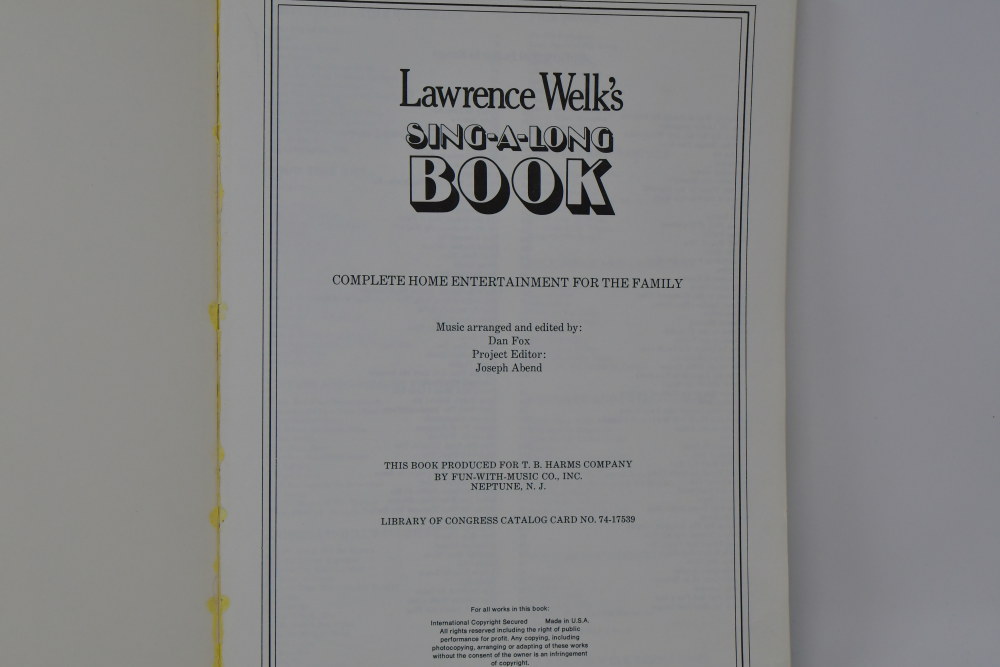 Lawrence Welk's
SING-A-LONG
BOOK
COMPLETE HOME ENTERTAINMENT FOR THE FAMILY
Music arranged and edited by:
Dan Fox
Project Editor:
Joseph Abend
THIS BOOK PRODUCED FOR T. B. HARMS COMPANY
BY FUN-WITH-MUSIC CO., INC.
NEPTUNE, N. J.
LIBRARY OF CONGRESS CATALOG CARD NO. 74-17539
For all works in this book:
International Copyright Secured Made in U.S.A.
All rights reserved including the right of public
performance for profit. Any copying, including
photocopying, arranging or adapting of these works
without the consent of the owner is an infringement
of copyright.